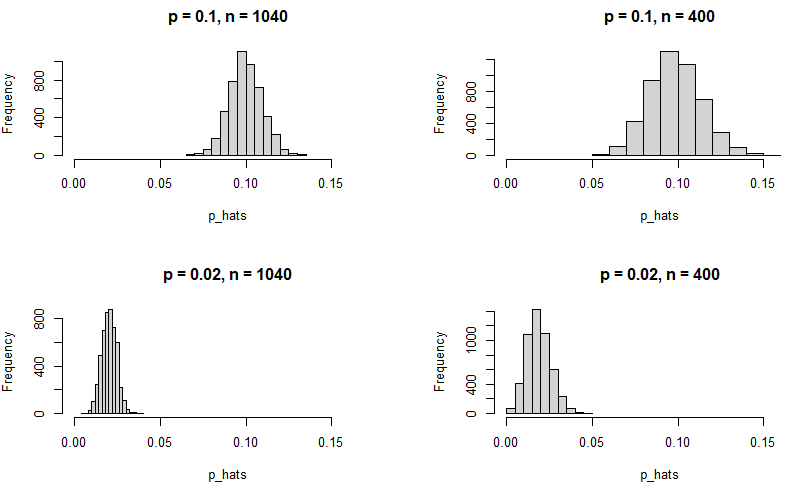 p = 0.1, n = 1040
Frequency
0 400 800
0.00 0.05 0.10 0.15
p_hats
p = 0.1, n = 400
Frequency
0 400 800
0.00 0.05 0.10 0.15
p_hats
p = 0.02, n = 1040
Frequency
0 400 800
0.00 0.05 0.10 0.15
p_hats
p = 0.02, n = 400
Frequency
0 400 1000
0.00 0.05 0.10 0.15
p_hats